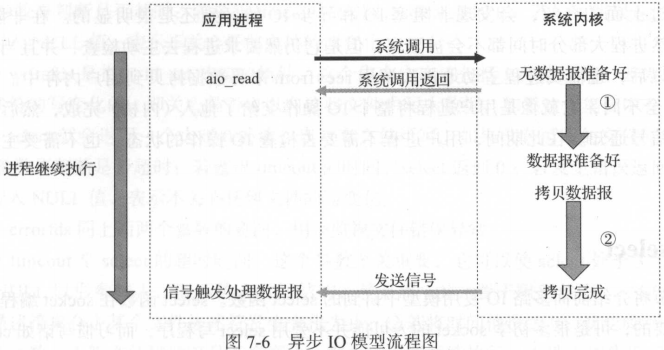 应用进程
系统内核
系统调用
aio_read
系统调用返回
无数据报准备好
①
数据报准备好
进程继续执行
拷贝数据报
②
发送信号
信号触发处理数据报
拷贝完成
图 7-6 异步 IO 模型流程图